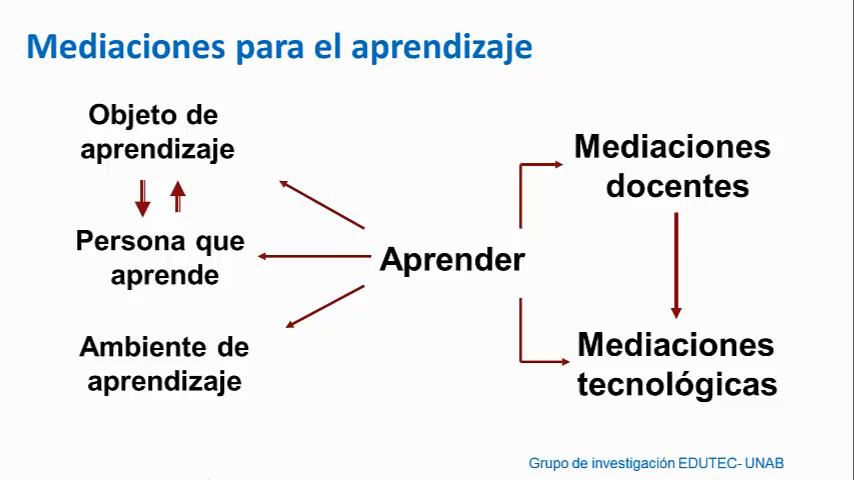 Mediaciones para el aprendizaje
Objeto de
aprendizaje
Persona que
aprende
Ambiente de
aprendizaje
Aprender
Mediaciones
docentes
Mediaciones
tecnológicas
Grupo de investigación EDUTEC- UNAB